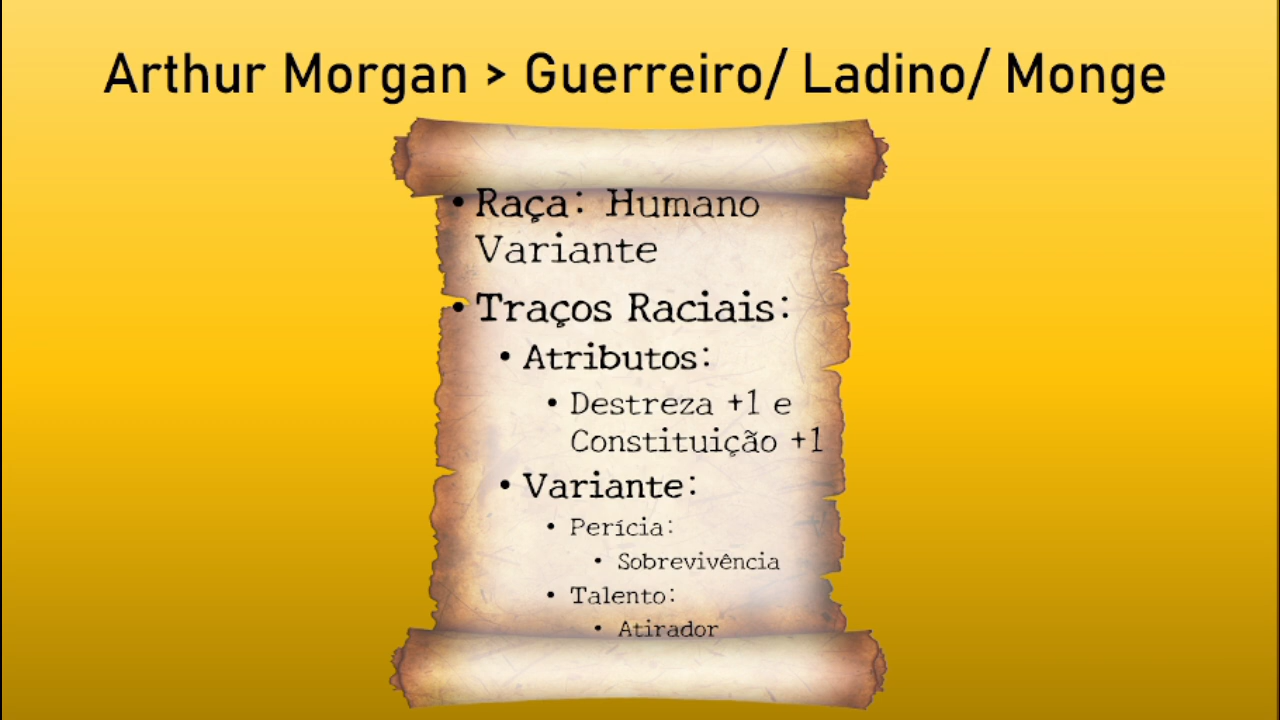 Arthur Morgan > Guerreiro/ Ladino/ Monge
• Raça: Humano
Variante
• Traços Raciais:
• Atributos:
• Destreza +1 e
Constituição +1
• Variante:
• Perícia:
• Sobrevivência
• Talento:
• Atirador